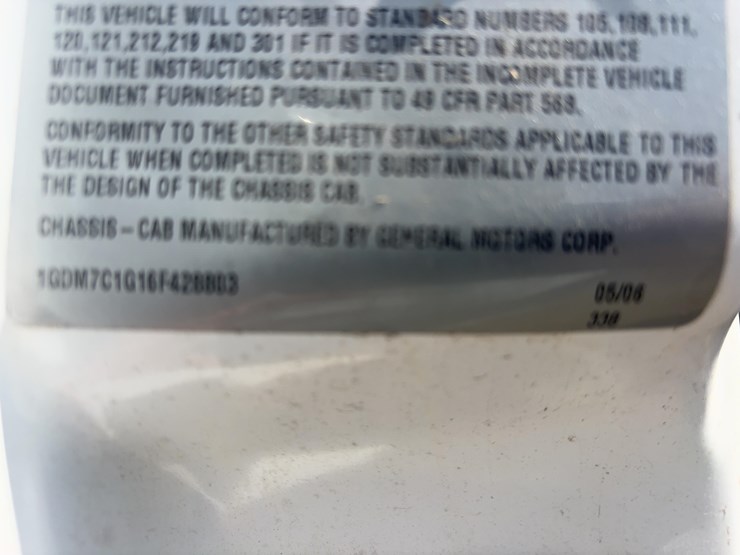 THIS VEHICLE WILL CONFORM TO STANDARD NUMBERS 105,108,111,
120,121,212,219 AND 301 IF IT IS COMPLETED IN ACCORDANCE
WITH THE INSTRUCTIONS CONTAINED IN THE INCOMPLETE VEHICLE
DOCUMENT FURNISHED PURSUANT TO 49 CFR PART 568.
CONFORMITY TO THE OTHER SAFETY STANDARDS APPLICABLE TO THIS
VEHICLE WHEN COMPLETED IS NOT SUBSTANTIALLY AFFECTED BY THE
THE DESIGN OF THE CHASSIS CAB.
CHASSIS-CAB MANUFACTURED BY GENERAL MOTORS CORP.
05/06